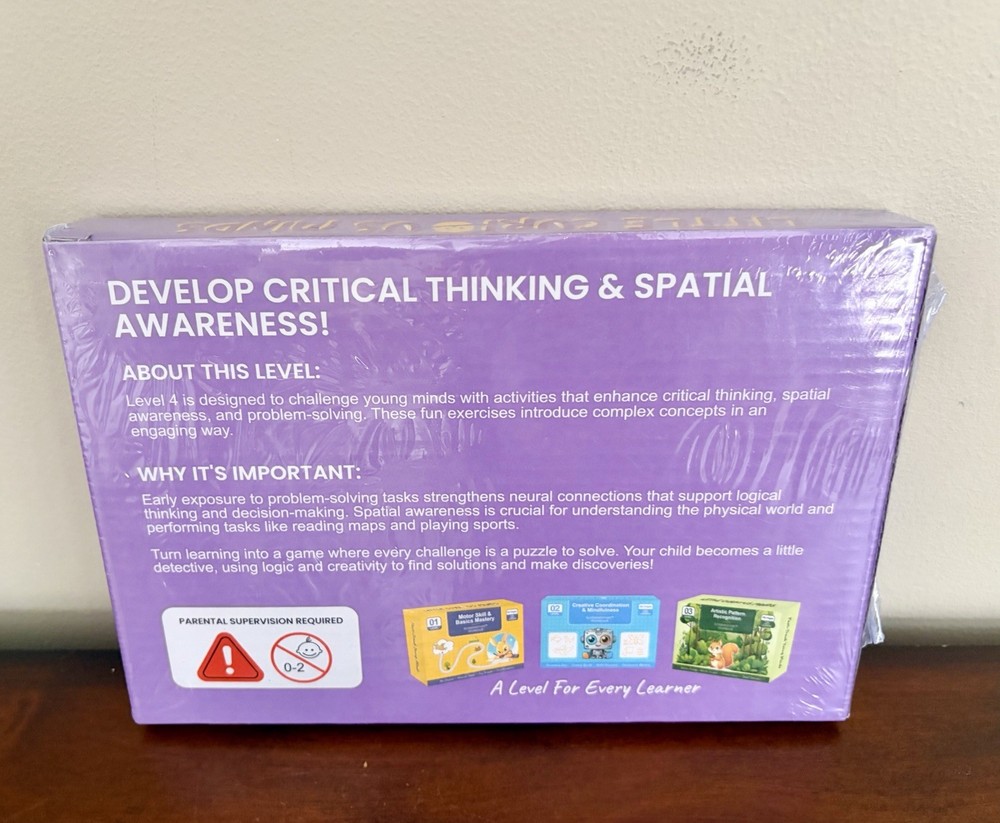 LITTLE CURIOUS MINDS
DEVELOP CRITICAL THINKING & SPATIAL
AWARENESS!
ABOUT THIS LEVEL:
Level 4 is designed to challenge young minds with activities that enhance critical thinking, spatial
awareness, and problem-solving. These fun exercises introduce complex concepts in an
engaging way.
WHY IT'S IMPORTANT:
Early exposure to problem-solving tasks strengthens neural connections that support logical
thinking and decision-making. Spatial awareness is crucial for understanding the physical world and
performing tasks like reading maps and playing sports.
Turn learning into a game where every challenge is a puzzle to solve. Your child becomes a little
detective, using logic and creativity to find solutions and make discoveries!
PARENTAL SUPERVISION REQUIRED
0-2
01
Motor Skill &
Basics Mastery
02
Creative Coordination
& Mindfulness
03
Artistic Pattern
Recognition
A Level For Every Learner